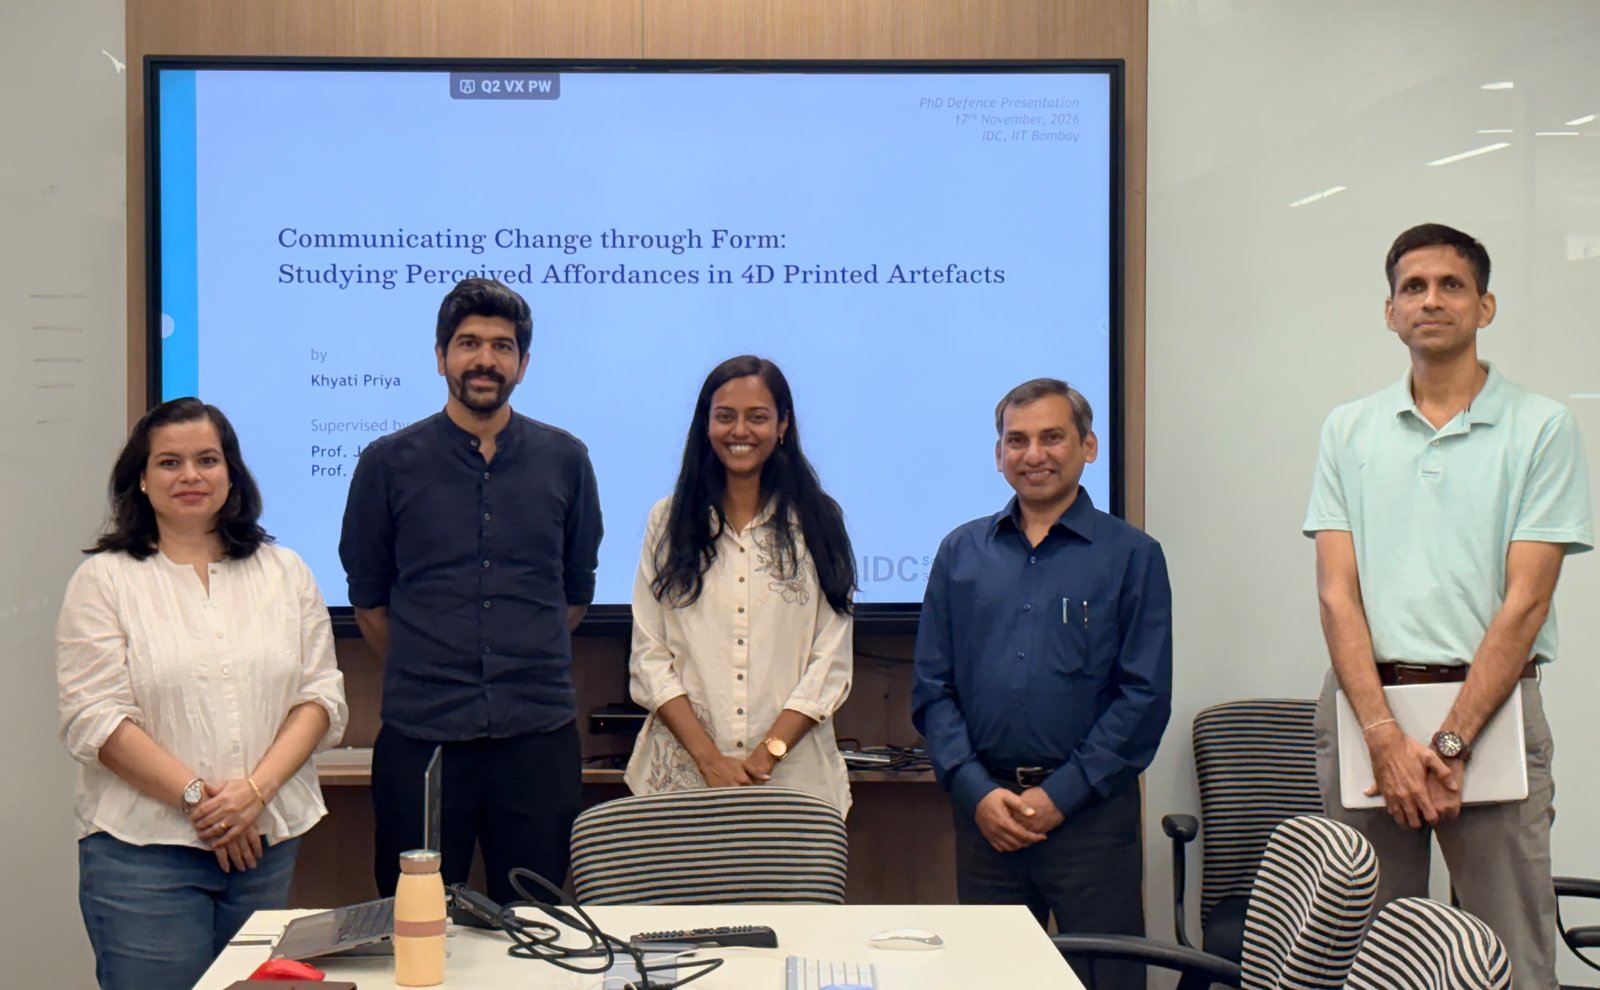 Q2 VX PW
PhD Defence Presentation
17TH November, 2026
IDC, IIT Bombay
Communicating Change through Form:
Studying Perceived Affordances in 4D Printed Artefacts
by
Khyati Priya
Supervised by
Prof. J
Prof.
IDC